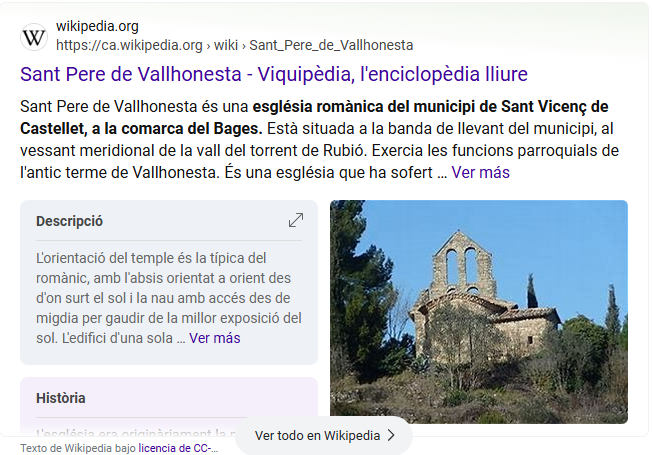 wikipedia.org
https://ca.wikipedia.org › wiki › Sant_Pere_de_Vallhonesta
Sant Pere de Vallhonesta - Viquipèdia, l'enciclopèdia lliure
Sant Pere de Vallhonesta és una església romànica del municipi de Sant Vicenç de
Castellet, a la comarca del Bages. Està situada a la banda de llevant del municipi, al
vessant meridional de la vall del torrent de Rubió. Exercia les funcions parroquials de
l'antic terme de Vallhonesta. És una església que ha sofert … Ver más
Descripció
L'orientació del temple és la típica del
romànic, amb l'absis orientat a orient des
d'on surt el sol i la nau amb accés des de
migdia per gaudir de la millor exposició del
sol. L'edifici d'una sola … Ver más
Història
L'església era originàriament la
Ver todo en Wikipedia
Texto de Wikipedia bajo licencia de CC-…